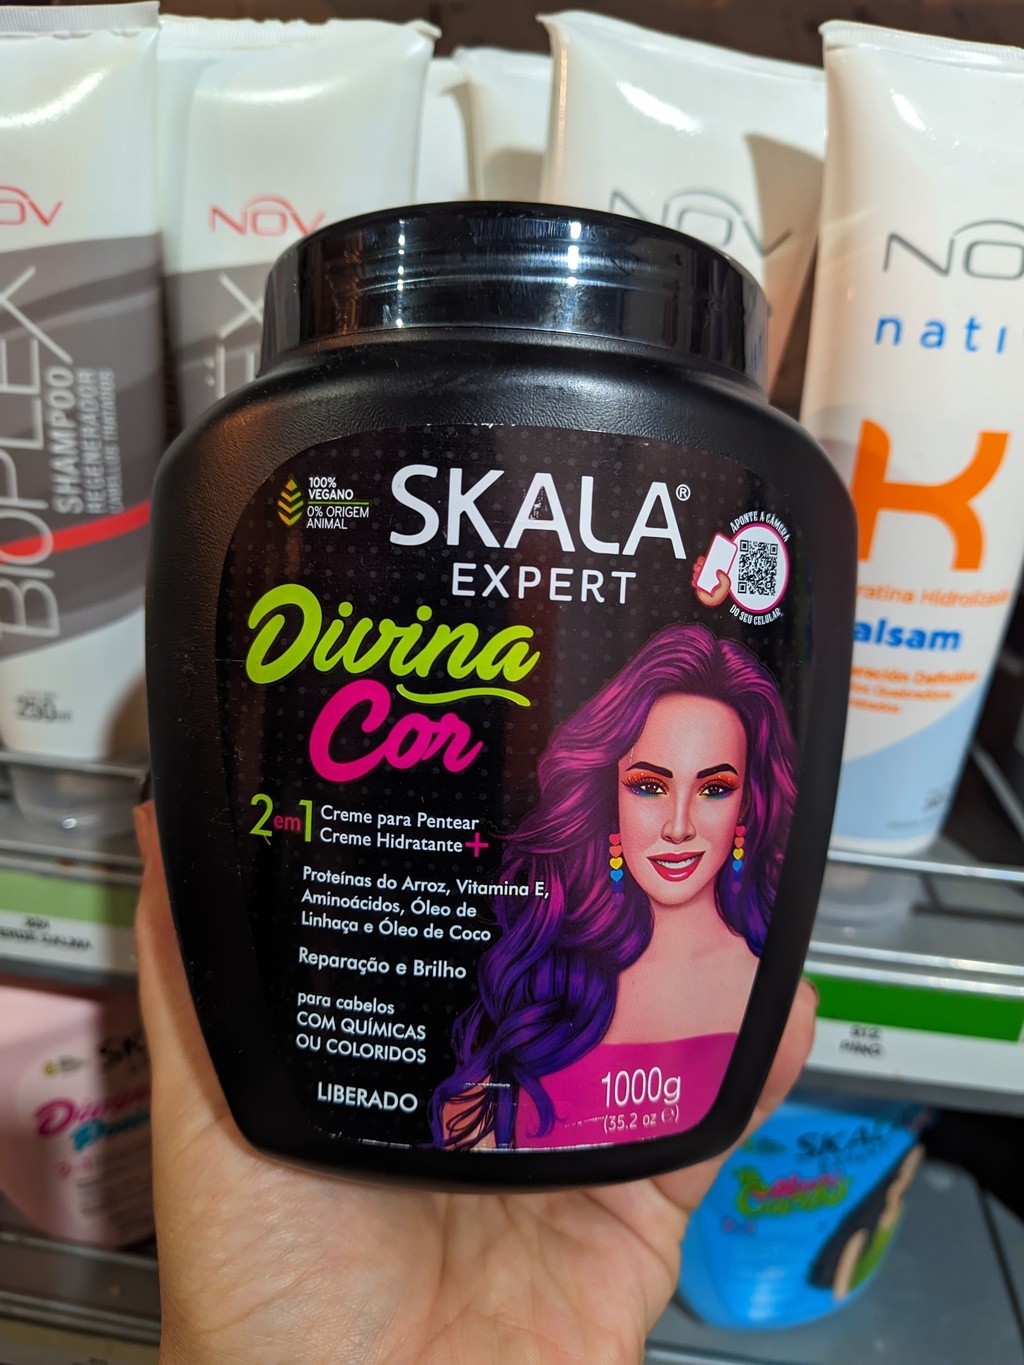 NOV
NOV
NOV
nati
K
Balsam
BIOPLEX
SHAMPOO
REGENERADOR
250ml
100%
VEGANO
0% ORIGEM
ANIMAL
SKALA®
EXPERT
APONTE A CÂMERA
DO SEU CELULAR
Divina
Cor
2em1 Creme para Pentear
Creme Hidratante+
Proteínas do Arroz, Vitamina E,
Aminoácidos, Óleo de
Linhaça e Óleo de Coco
Reparação e Brilho
para cabelos
COM QUÍMICAS
OU COLORIDOS
LIBERADO
1000g
(35.2 oz ℮)
SKALA